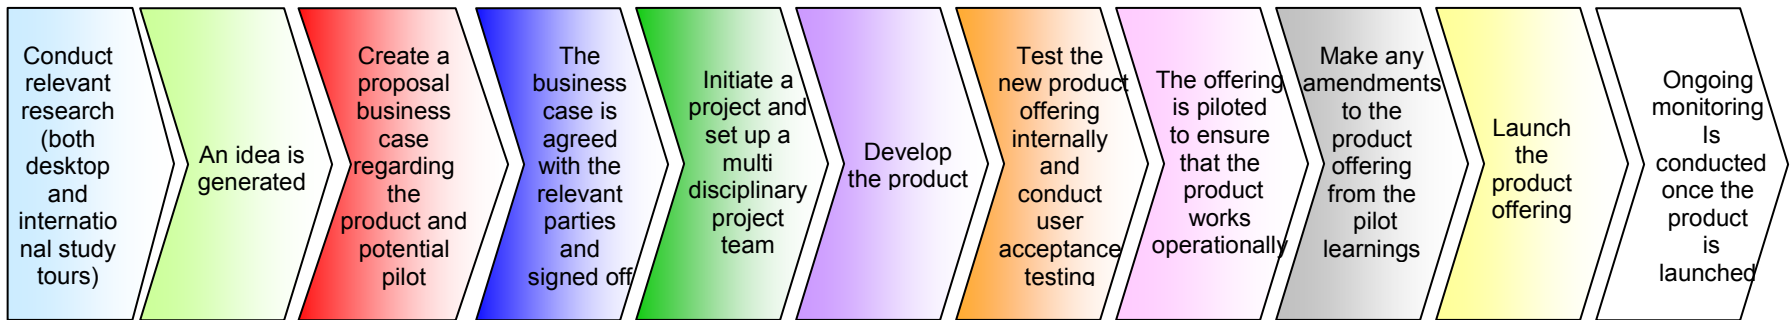 Conduct
relevant
research
(both
desktop
and
internatio
nal study
tours)
An idea is
generated
Create a
proposal
business
case
regarding
the
product and
potential
pilot
The
business
case is
agreed
with the
relevant
parties
and
signed off
Initiate a
project and
set up a
multi
disciplinary
project
team
Develop
the product
Test the
new product
offering
internally
and
conduct
user
acceptance
testing
The offering
is piloted
to ensure
that the
product
works
operationally
Make any
amendments
to the
product
offering
from the
pilot
learnings
Launch
the
product
offering
Ongoing
monitoring
Is
conducted
once the
product
is
launched